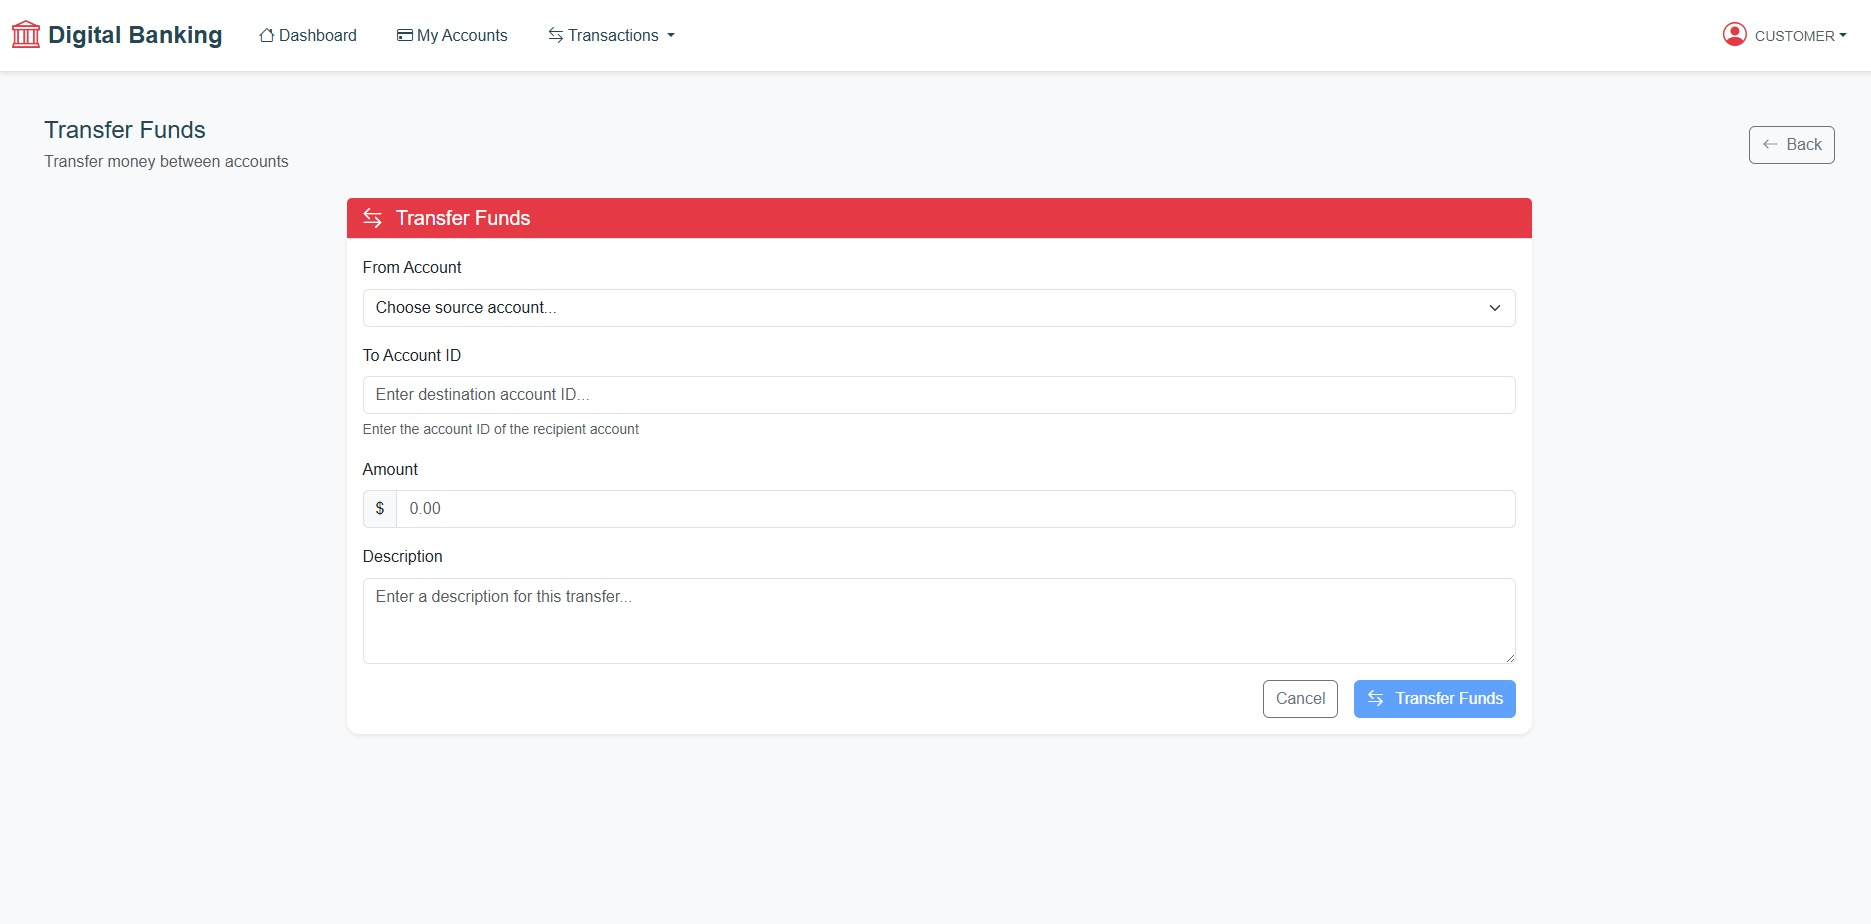 Digital Banking
Dashboard
My Accounts
Transactions
CUSTOMER
Transfer Funds
Transfer money between accounts
Back
Transfer Funds
From Account
Choose source account...
To Account ID
Enter destination account ID...
Enter the account ID of the recipient account
Amount
$ 0.00
Description
Enter a description for this transfer...
Cancel
Transfer Funds